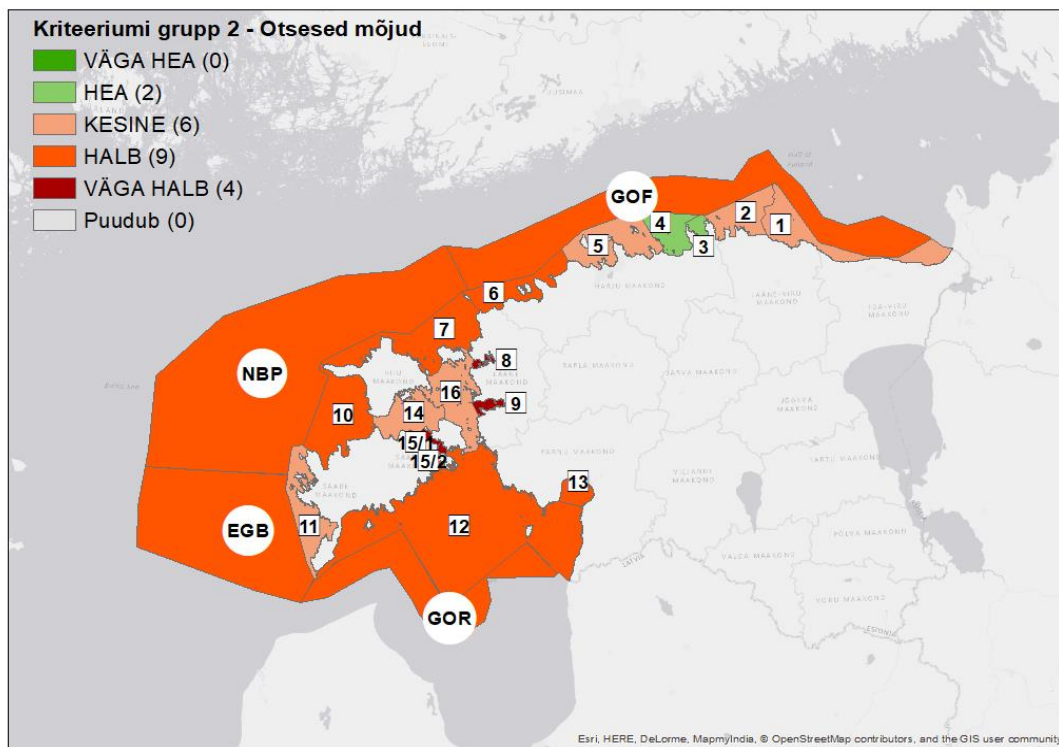 Kriteeriumi grupp 2 - Otsesed mõjud
VÄGA HEA (0)
HEA (2)
KESINE (6)
HALB (9)
VÄGA HALB (4)
Puudub (0)
GOF
4
2
1
3
5
HARJU MAAKOND
LÄÄNE-VIRU
MAAKOND
IDA-VIRU
MAAKOND
6
7
8
NBP
HIIU
MAAKOND
16
RAPLA MAAKOND
JÄRVA MAAKOND
9
10
14
JÕGEVA
MAAKOND
15/1
15/2
SAARE
MAAKOND
PÄRNU MAAKOND
VILJANDI
MAAKOND
TARTU MAAKOND
13
EGB
11
12
PÕLVA MAAKOND
VALGA MAAKOND
LATVIA
VÕRU MAAKOND
GOR
ESTONIA
Esri, HERE, DeLorme, MapmyIndia, © OpenStreetMap contributors, and the GIS user community